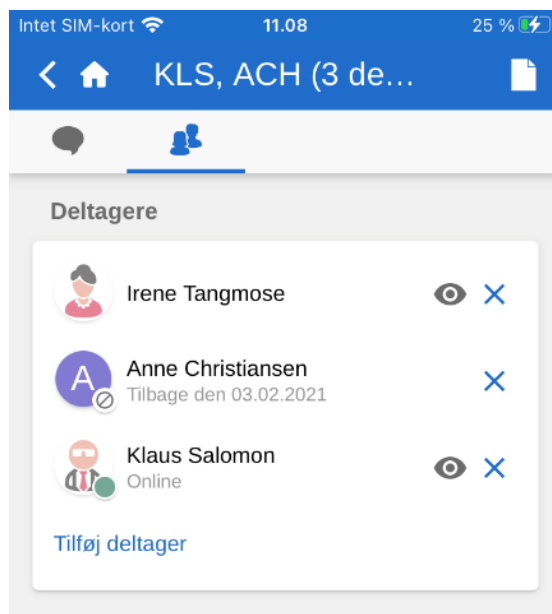 Intet SIM-kort 11.08 25 %
KLS, ACH (3 de...
Deltagere
Irene Tangmose
A
Anne Christiansen
Tilbage den 03.02.2021
Klaus Salomon
Online
Tilføj deltager